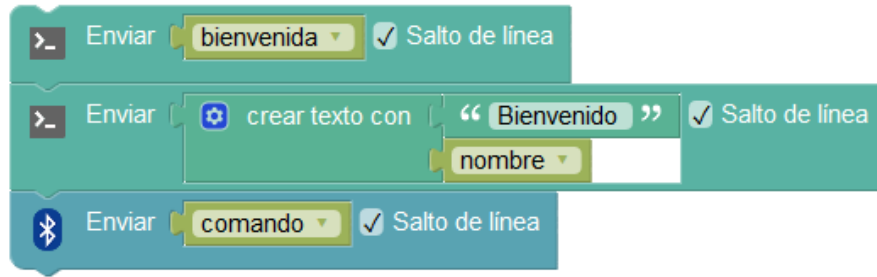 >_ Enviar bienvenida ▾ ✓ Salto de línea
>_ Enviar crear texto con “ Bienvenido ” ✓ Salto de línea
nombre ▾
Enviar comando ▾ ✓ Salto de línea